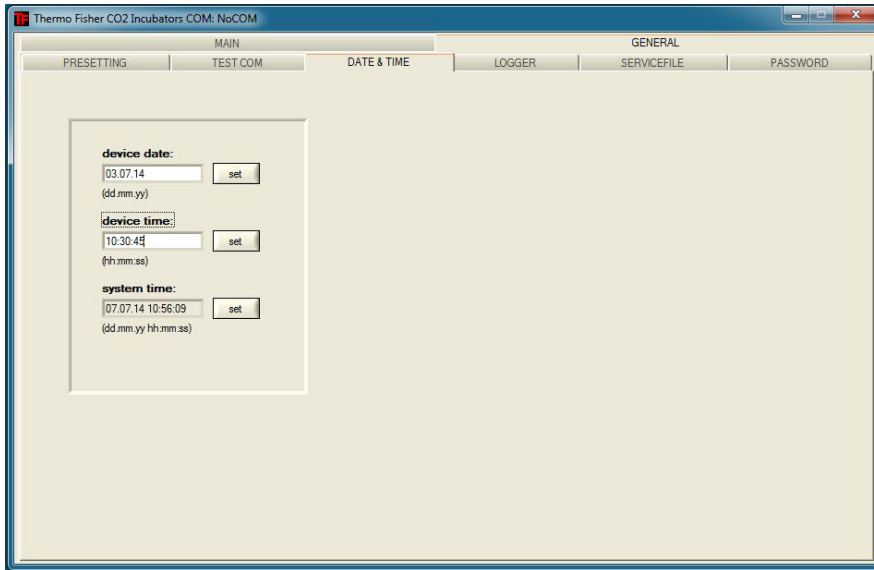 TF Thermo Fisher CO2 Incubators COM: NoCOM
MAIN GENERAL
PRESETTING TEST COM DATE & TIME LOGGER SERVICEFILE PASSWORD
device date:
03.07.14 set
(dd.mm.yy)
device time:
10:30:45 set
(hh:mm:ss)
system time:
07.07.14 10:56:09 set
(dd.mm.yy hh:mm:ss)